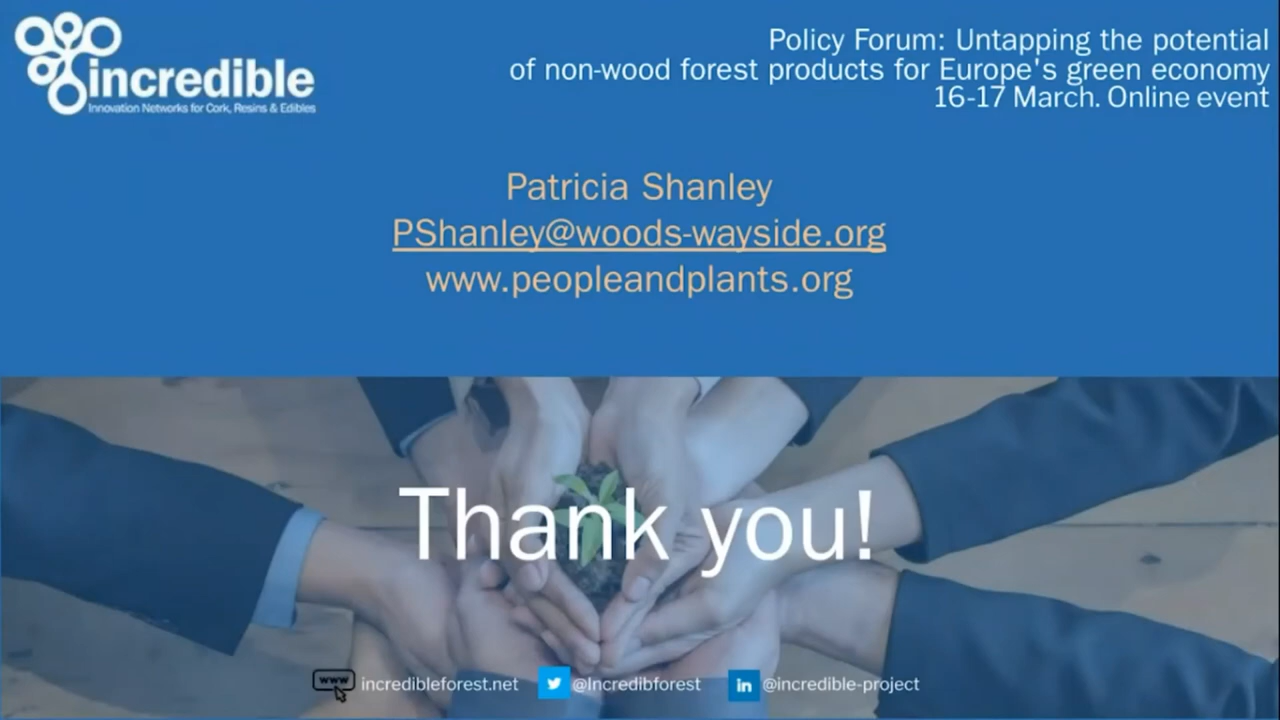 incredible
Innovation Networks for Cork, Resins & Edibles
Policy Forum: Untapping the potential
of non-wood forest products for Europe's green economy
16-17 March. Online event
Patricia Shanley
PShanley@woods-wayside.org
www.peopleandplants.org
Thank you!
www incredibleforest.net @Incredibforest in @incredible-project